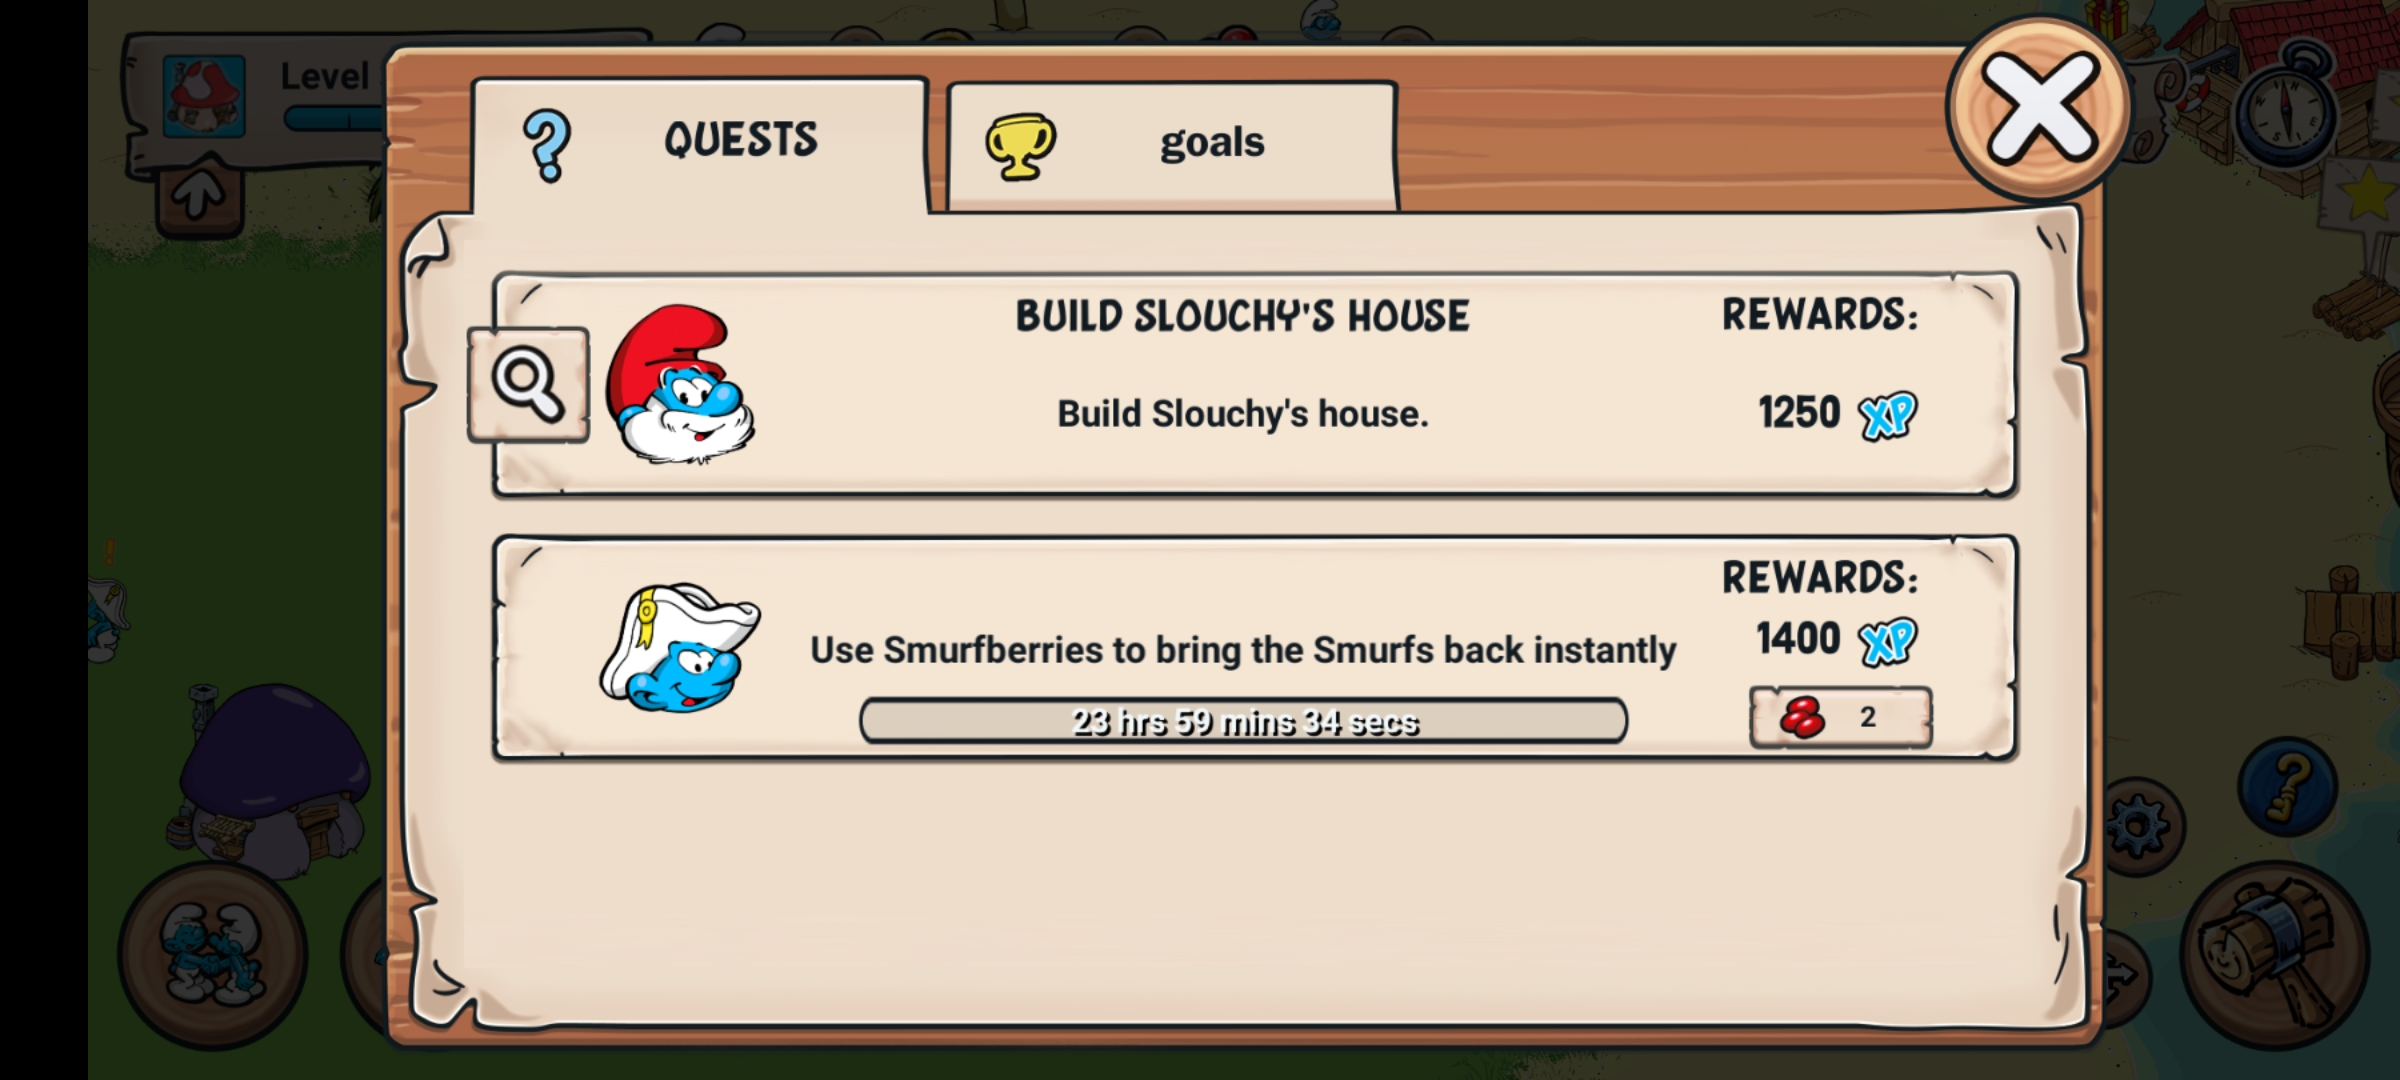 Level
QUESTS
goals
BUILD SLOUCHY'S HOUSE
REWARDS:
Build Slouchy's house.
1250 XP
REWARDS:
Use Smurfberries to bring the Smurfs back instantly
1400 XP
23 hrs 59 mins 34 secs
2